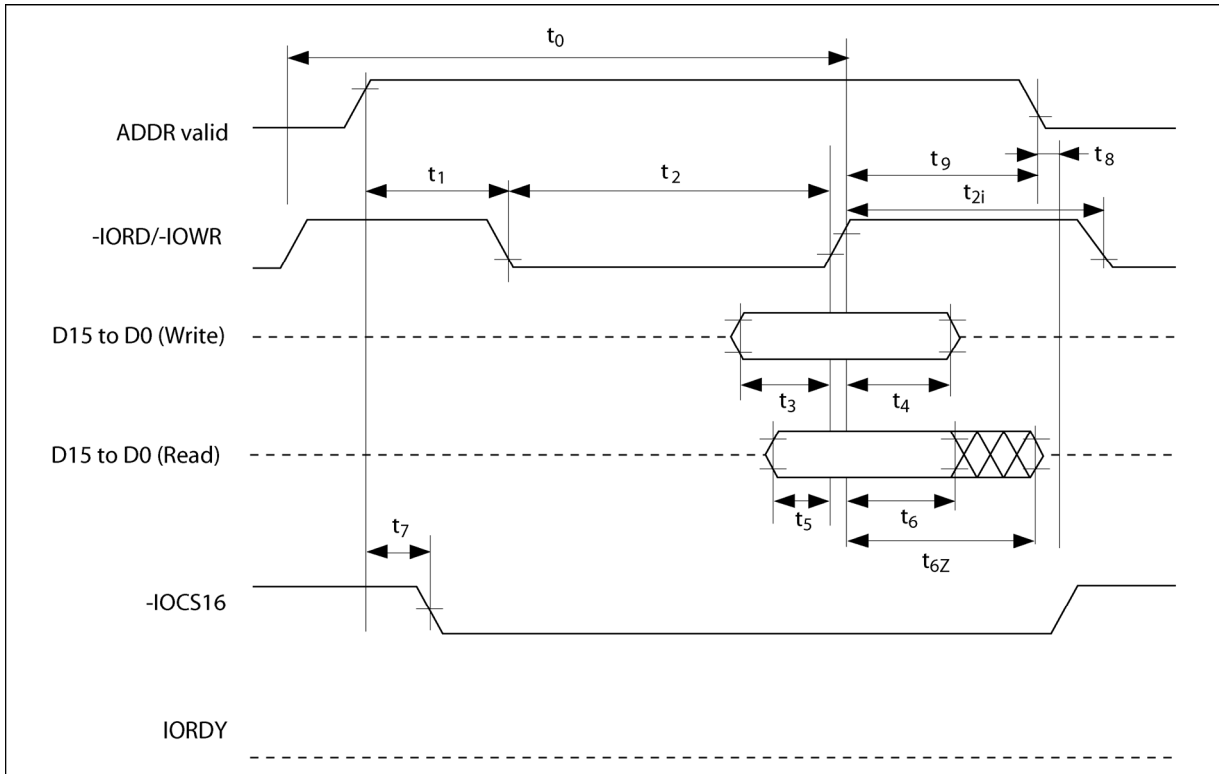 t0
ADDR valid
t9
t8
t1
t2
t2i
-IORD/-IOWR
D15 to D0 (Write)
t3
t4
D15 to D0 (Read)
t5
t6
t7
t6Z
-IOCS16
IORDY